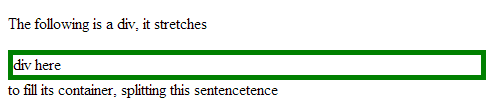 The following is a div, it stretches
div here
to fill its container, splitting this sentencetence